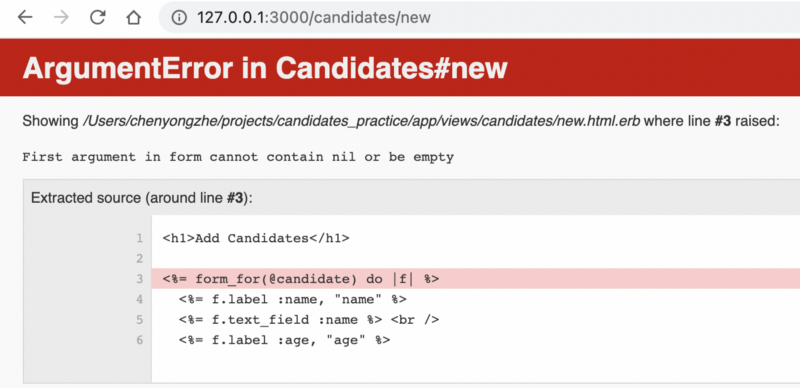 127.0.0.1:3000/candidates/new
ArgumentError in Candidates#new
Showing /Users/chenyongzhe/projects/candidates_practice/app/views/candidates/new.html.erb where line #3 raised:
First argument in form cannot contain nil or be empty
Extracted source (around line #3):
1 <h1>Add Candidates</h1>
2
3 <%= form_for(@candidate) do |f| %>
4 <%= f.label :name, "name" %>
5 <%= f.text_field :name %> <br />
6 <%= f.label :age, "age" %>